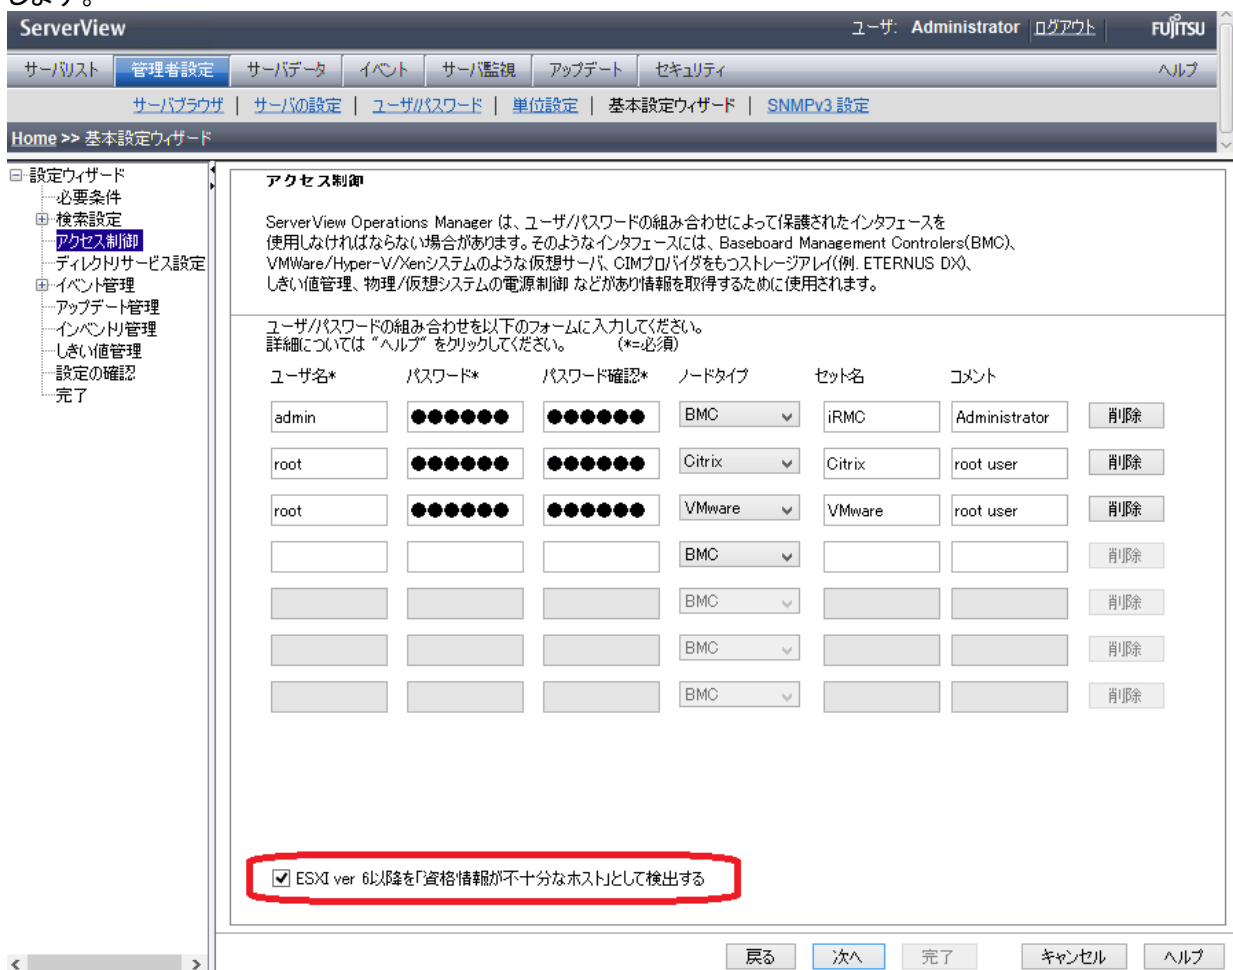 します。
ServerView ユーザ: Administrator ログアウト FUJITSU
サーバリスト 管理者設定 サーバデータ イベント サーバ監視 アップデート セキュリティ ヘルプ
サーバブラウザ | サーバの設定 | ユーザ/パスワード | 単位設定 | 基本設定ウィザード | SNMPv3 設定
Home >> 基本設定ウィザード
設定ウィザード
必要条件
検索設定
アクセス制御
ディレクトリサービス設定
イベント管理
アップデート管理
インベントリ管理
しきい値管理
設定の確認
完了
アクセス制御
ServerView Operations Manager は、ユーザ/パスワードの組み合わせによって保護されたインタフェースを
使用しなければならない場合があります。そのようなインタフェースには、Baseboard Management Controlers(BMC)、
VMWare/Hyper-V/Xenシステムのような仮想サーバ、CIMプロバイダをもつストレージアレイ(例. ETERNUS DX)、
しきい値管理、物理/仮想システムの電源制御 などがあり情報を取得するために使用されます。
ユーザ/パスワードの組み合わせを以下のフォームに入力してください。
詳細については “ヘルプ” をクリックしてください。 (*=必須)
ユーザ名* パスワード* パスワード確認* ノードタイプ セット名 コメント
admin ●●●●●● ●●●●●● BMC iRMC Administrator 削除
root ●●●●●● ●●●●●● Citrix Citrix root user 削除
root ●●●●●● ●●●●●● VMware VMware root user 削除
BMC 削除
BMC 削除
BMC 削除
BMC 削除
ESXI ver 6以降を「資格情報が不十分なホスト」として検出する
戻る 次へ 完了 キャンセル ヘルプ